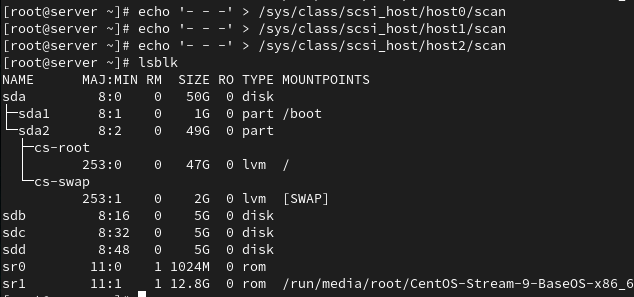 [root@server ~]# echo '- - -' > /sys/class/scsi_host/host0/scan
[root@server ~]# echo '- - -' > /sys/class/scsi_host/host1/scan
[root@server ~]# echo '- - -' > /sys/class/scsi_host/host2/scan
[root@server ~]# lsblk
NAME        MAJ:MIN RM  SIZE RO TYPE MOUNTPOINTS
sda           8:0    0   50G  0 disk
├─sda1        8:1    0    1G  0 part /boot
└─sda2        8:2    0   49G  0 part
  ├─cs-root
            253:0    0   47G  0 lvm  /
  └─cs-swap
            253:1    0    2G  0 lvm  [SWAP]
sdb           8:16   0    5G  0 disk
sdc           8:32   0    5G  0 disk
sdd           8:48   0    5G  0 disk
sr0          11:0    1 1024M  0 rom
sr1          11:1    1 12.8G  0 rom  /run/media/root/CentOS-Stream-9-BaseOS-x86_6
[root@server ~]#